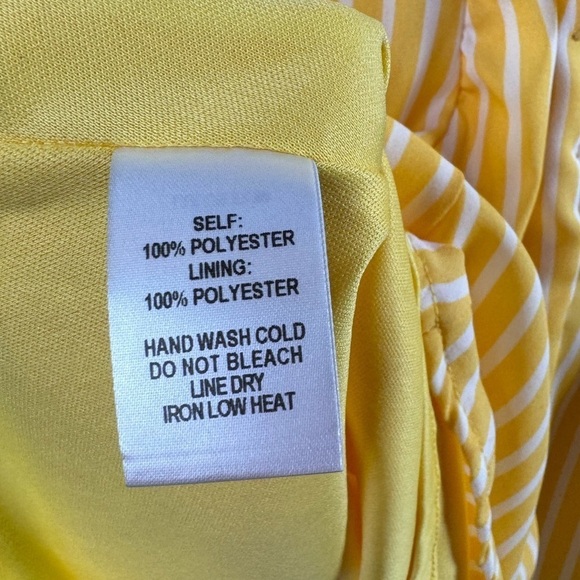 SELF:
100% POLYESTER
LINING:
100% POLYESTER
HAND WASH COLD
DO NOT BLEACH
LINE DRY
IRON LOW HEAT